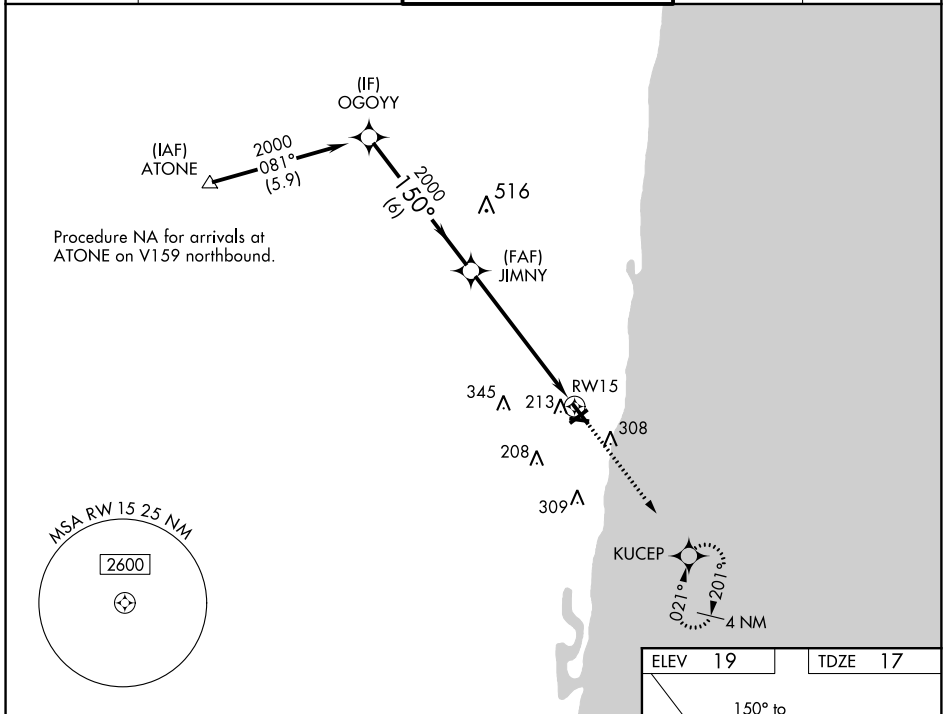 (IF)
OGOYY
(IAF)
ATONE
2000
081°
(5.9)
2000
150°
(6)
516
Procedure NA for arrivals at
ATONE on V159 northbound.
(FAF)
JIMNY
RW15
345
213
308
208
309
MSA RW 15 25 NM
2600
KUCEP
021°
201°
4 NM
ELEV 19
TDZE 17
150° to